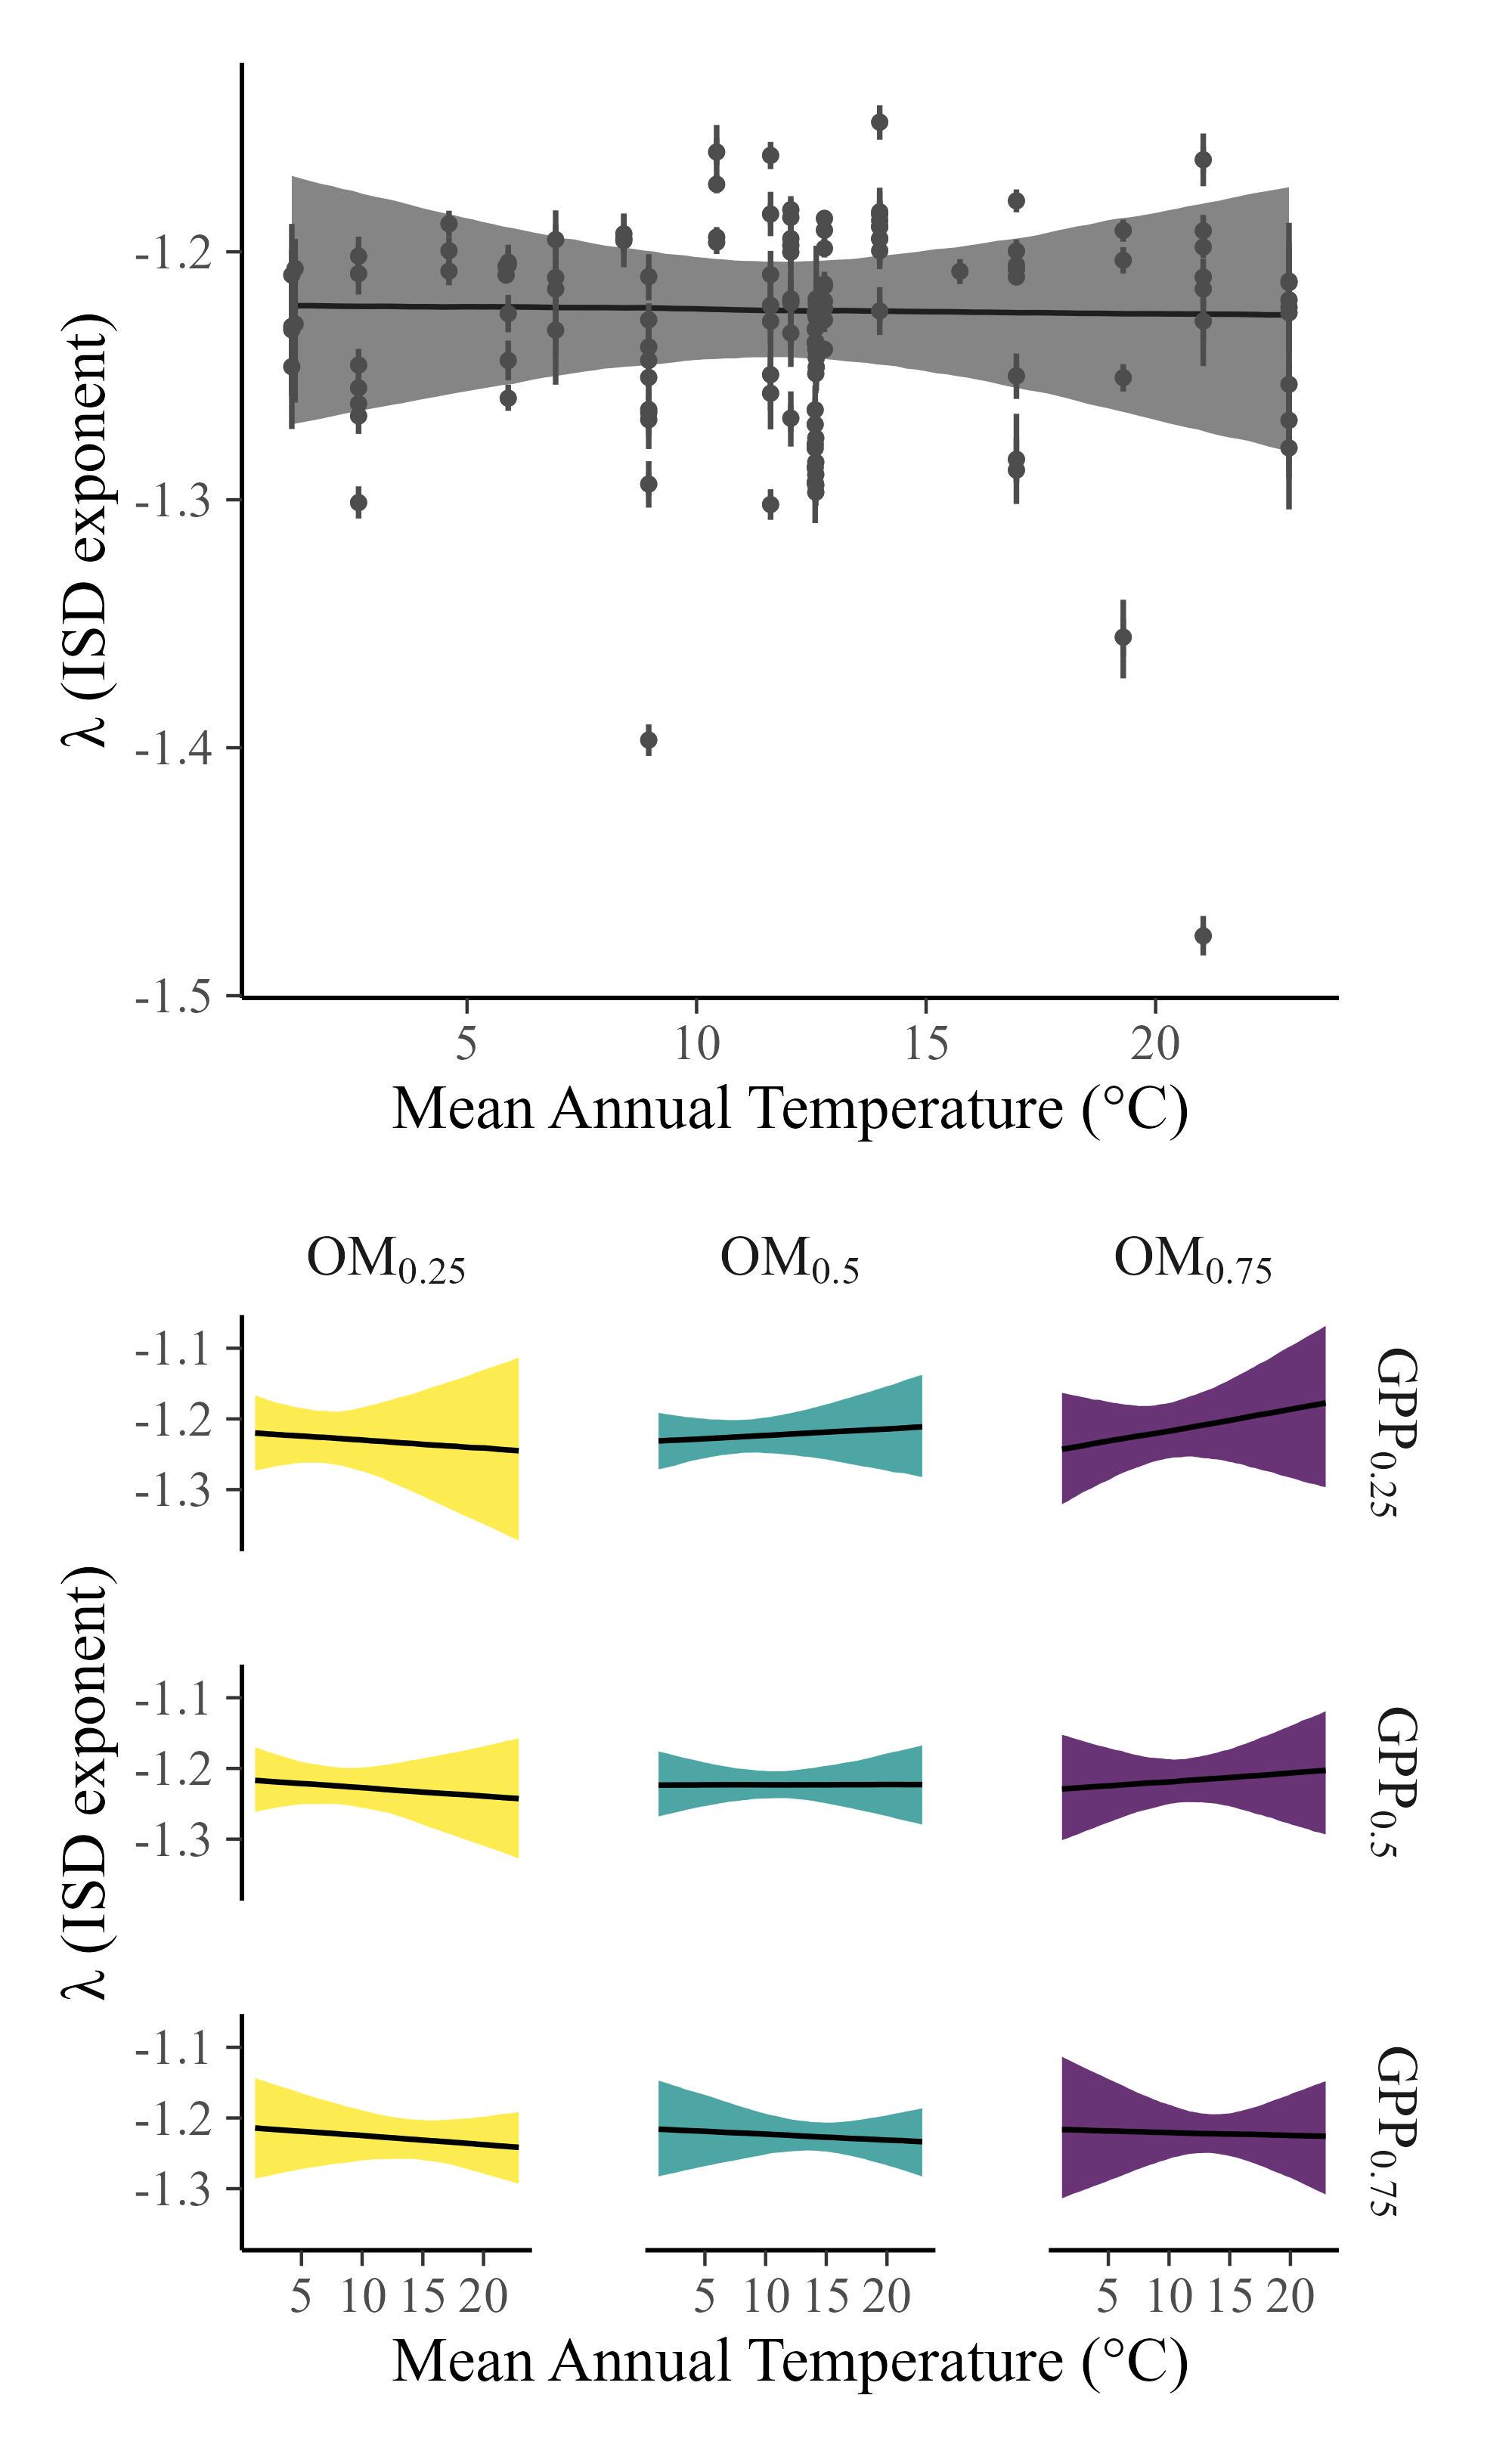 λ (ISD exponent)
-1.2
-1.3
-1.4
-1.5
5 10 15 20
Mean Annual Temperature (°C)
OM0.25 OM0.5 OM0.75
λ (ISD exponent)
-1.1
-1.2
-1.3
GPP0.25
-1.1
-1.2
-1.3
GPP0.5
-1.1
-1.2
-1.3
GPP0.75
5 10 15 20 5 10 15 20 5 10 15 20
Mean Annual Temperature (°C)